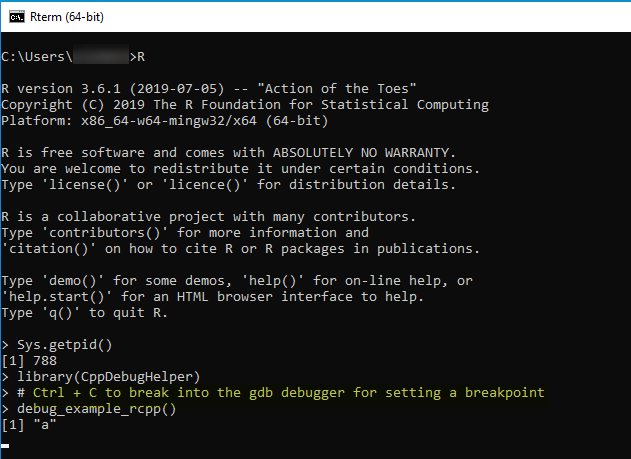 Rterm (64-bit)
C:\Users\ >R
R version 3.6.1 (2019-07-05) -- "Action of the Toes"
Copyright (C) 2019 The R Foundation for Statistical Computing
Platform: x86_64-w64-mingw32/x64 (64-bit)
R is free software and comes with ABSOLUTELY NO WARRANTY.
You are welcome to redistribute it under certain conditions.
Type 'license()' or 'licence()' for distribution details.
R is a collaborative project with many contributors.
Type 'contributors()' for more information and
'citation()' on how to cite R or R packages in publications.
Type 'demo()' for some demos, 'help()' for on-line help, or
'help.start()' for an HTML browser interface to help.
Type 'q()' to quit R.
> Sys.getpid()
[1] 788
> library(CppDebugHelper)
> # Ctrl + C to break into the gdb debugger for setting a breakpoint
> debug_example_rcpp()
[1] "a"